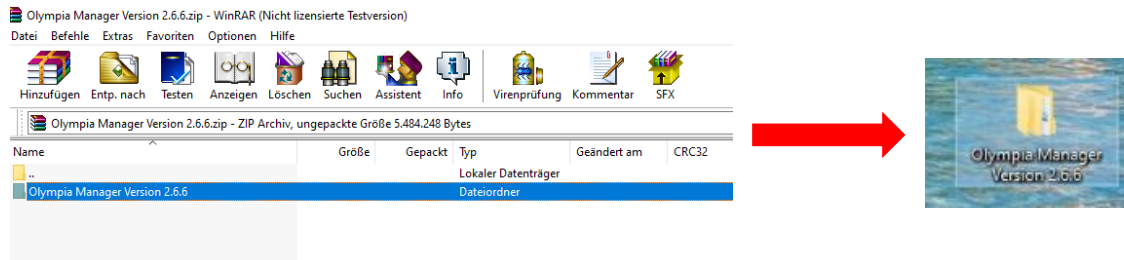 Olympia Manager Version 2.6.6.zip - WinRAR (Nicht lizensierte Testversion)
Datei Befehle Extras Favoriten Optionen Hilfe
Hinzufügen Entp. nach Testen Anzeigen Löschen Suchen Assistent Info Virenprüfung Kommentar SFX
Olympia Manager Version 2.6.6.zip - ZIP Archiv, ungepackte Größe 5.484.248 Bytes
Name Größe Gepackt Typ Geändert am CRC32
.. Lokaler Datenträger
Olympia Manager Version 2.6.6 Dateiordner
Olympia Manager
Version 2.6.6